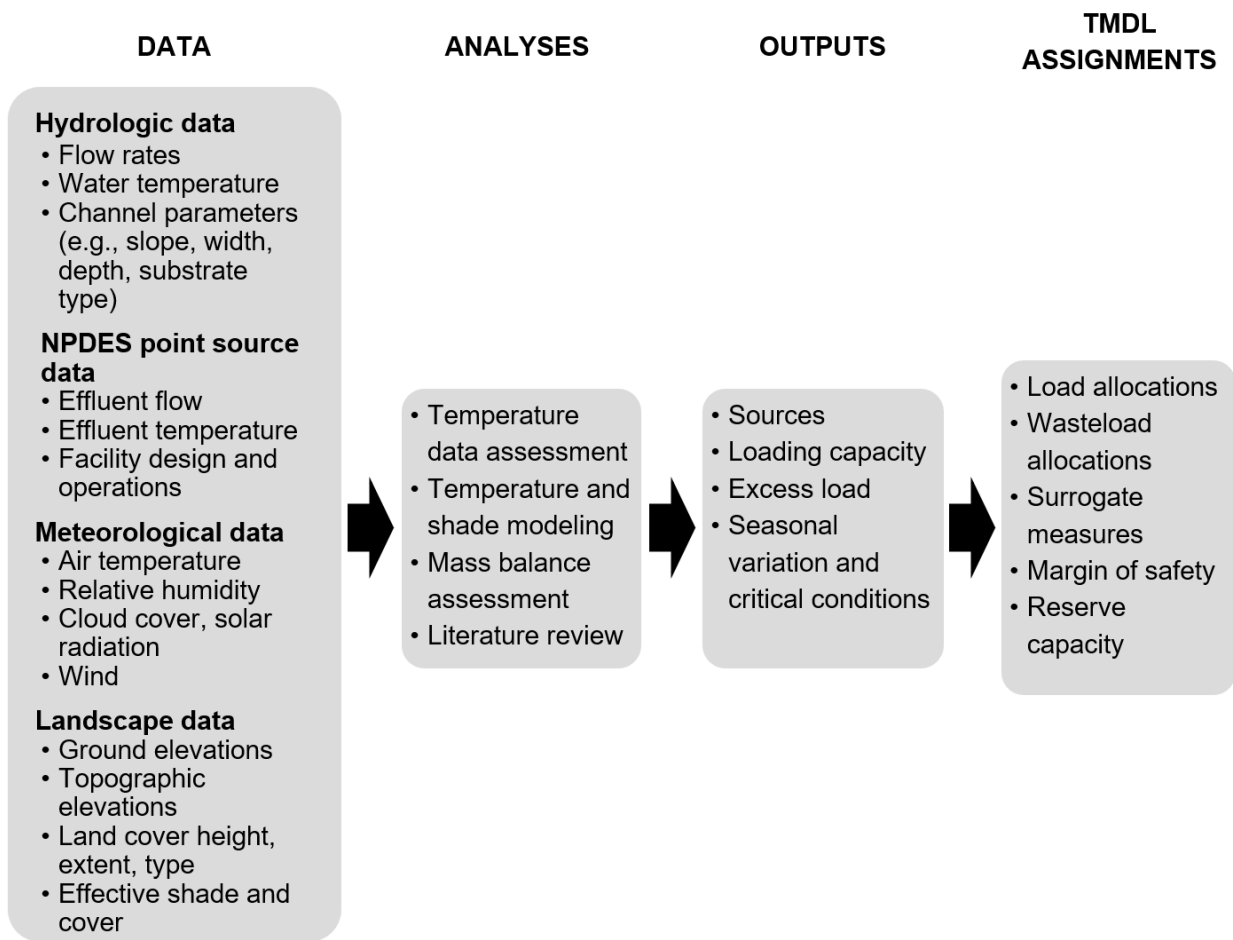 DATA
Hydrologic data
• Flow rates
• Water temperature
• Channel parameters
(e.g., slope, width,
depth, substrate
type)
NPDES point source
data
• Effluent flow
• Effluent temperature
• Facility design and
operations
Meteorological data
• Air temperature
• Relative humidity
• Cloud cover, solar
radiation
• Wind
Landscape data
• Ground elevations
• Topographic
elevations
• Land cover height,
extent, type
• Effective shade and
cover
ANALYSES
• Temperature
data assessment
• Temperature and
shade modeling
• Mass balance
assessment
• Literature review
OUTPUTS
• Sources
• Loading capacity
• Excess load
• Seasonal
variation and
critical conditions
TMDL
ASSIGNMENTS
• Load allocations
• Wasteload
allocations
• Surrogate
measures
• Margin of safety
• Reserve
capacity